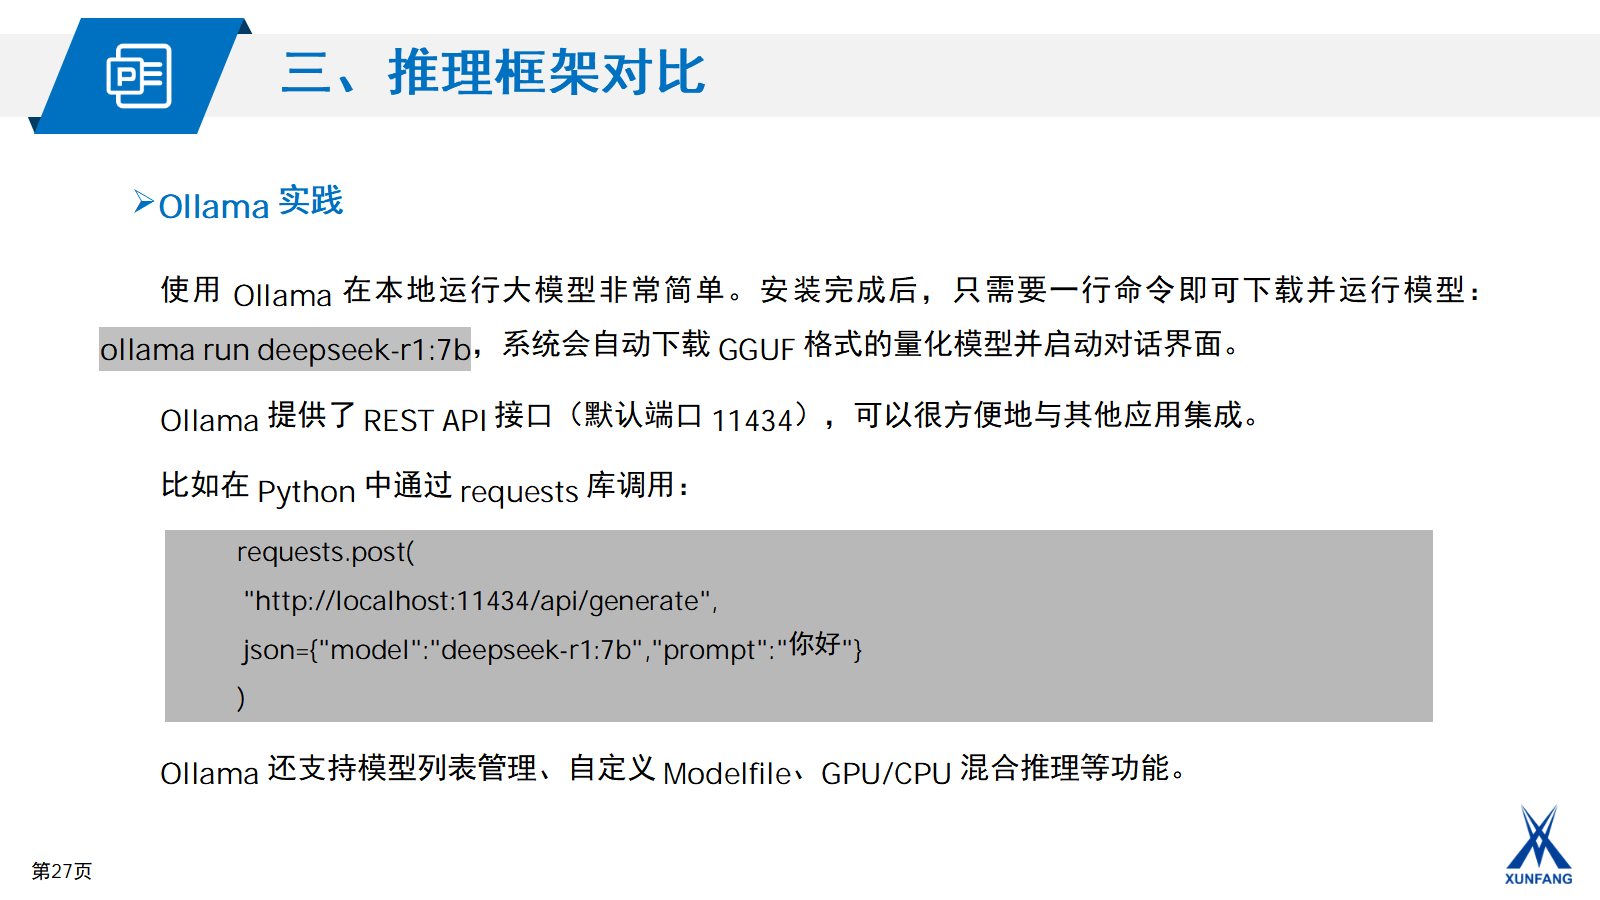 三、推理框架对比
Ollama 实践
使用 Ollama 在本地运行大模型非常简单。安装完成后，只需要一行命令即可下载并运行模型：
ollama run deepseek-r1:7b，系统会自动下载 GGUF 格式的量化模型并启动对话界面。
Ollama 提供了 REST API 接口（默认端口 11434），可以很方便地与其他应用集成。
比如在 Python 中通过 requests 库调用：
requests.post(
"http://localhost:11434/api/generate",
json={"model":"deepseek-r1:7b","prompt":"你好"}
)
Ollama 还支持模型列表管理、自定义 Modelfile、GPU/CPU 混合推理等功能。
第27页
XUNFANG